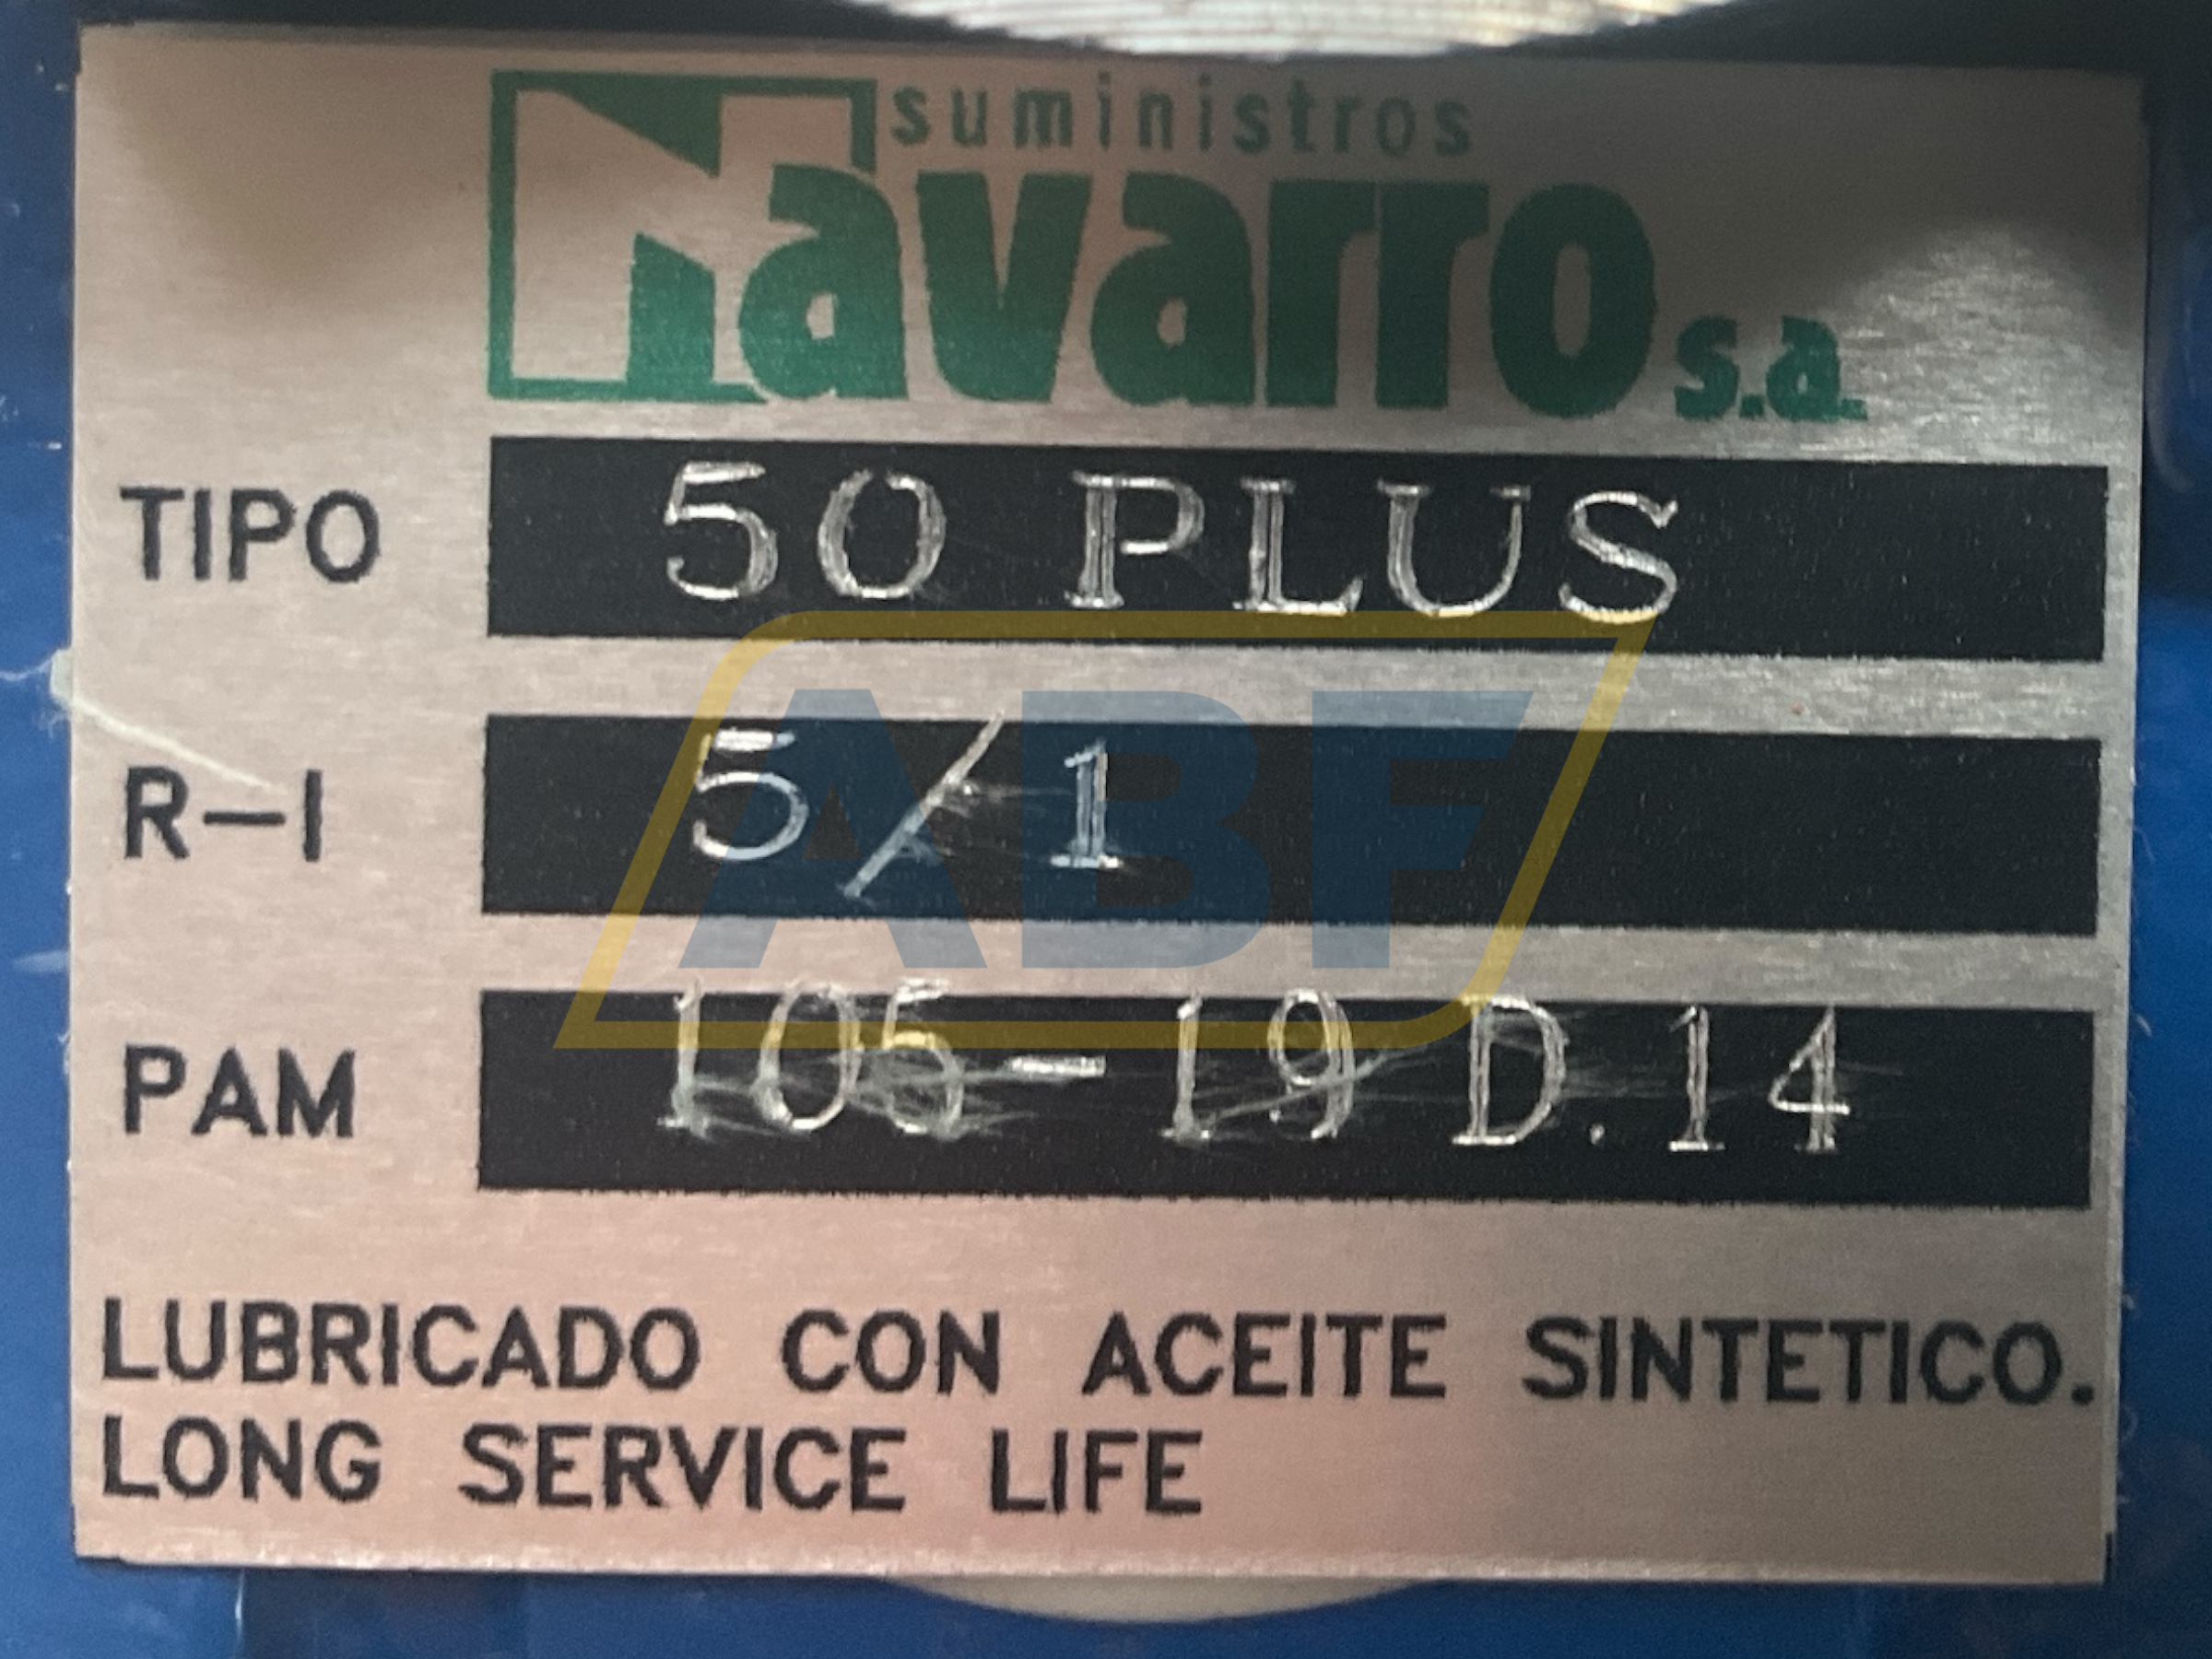 suministros
Navarro s.a.
TIPO 50 PLUS
R-I 5/1
ABF
PAM 105-19 D.14
LUBRICADO CON ACEITE SINTETICO.
LONG SERVICE LIFE